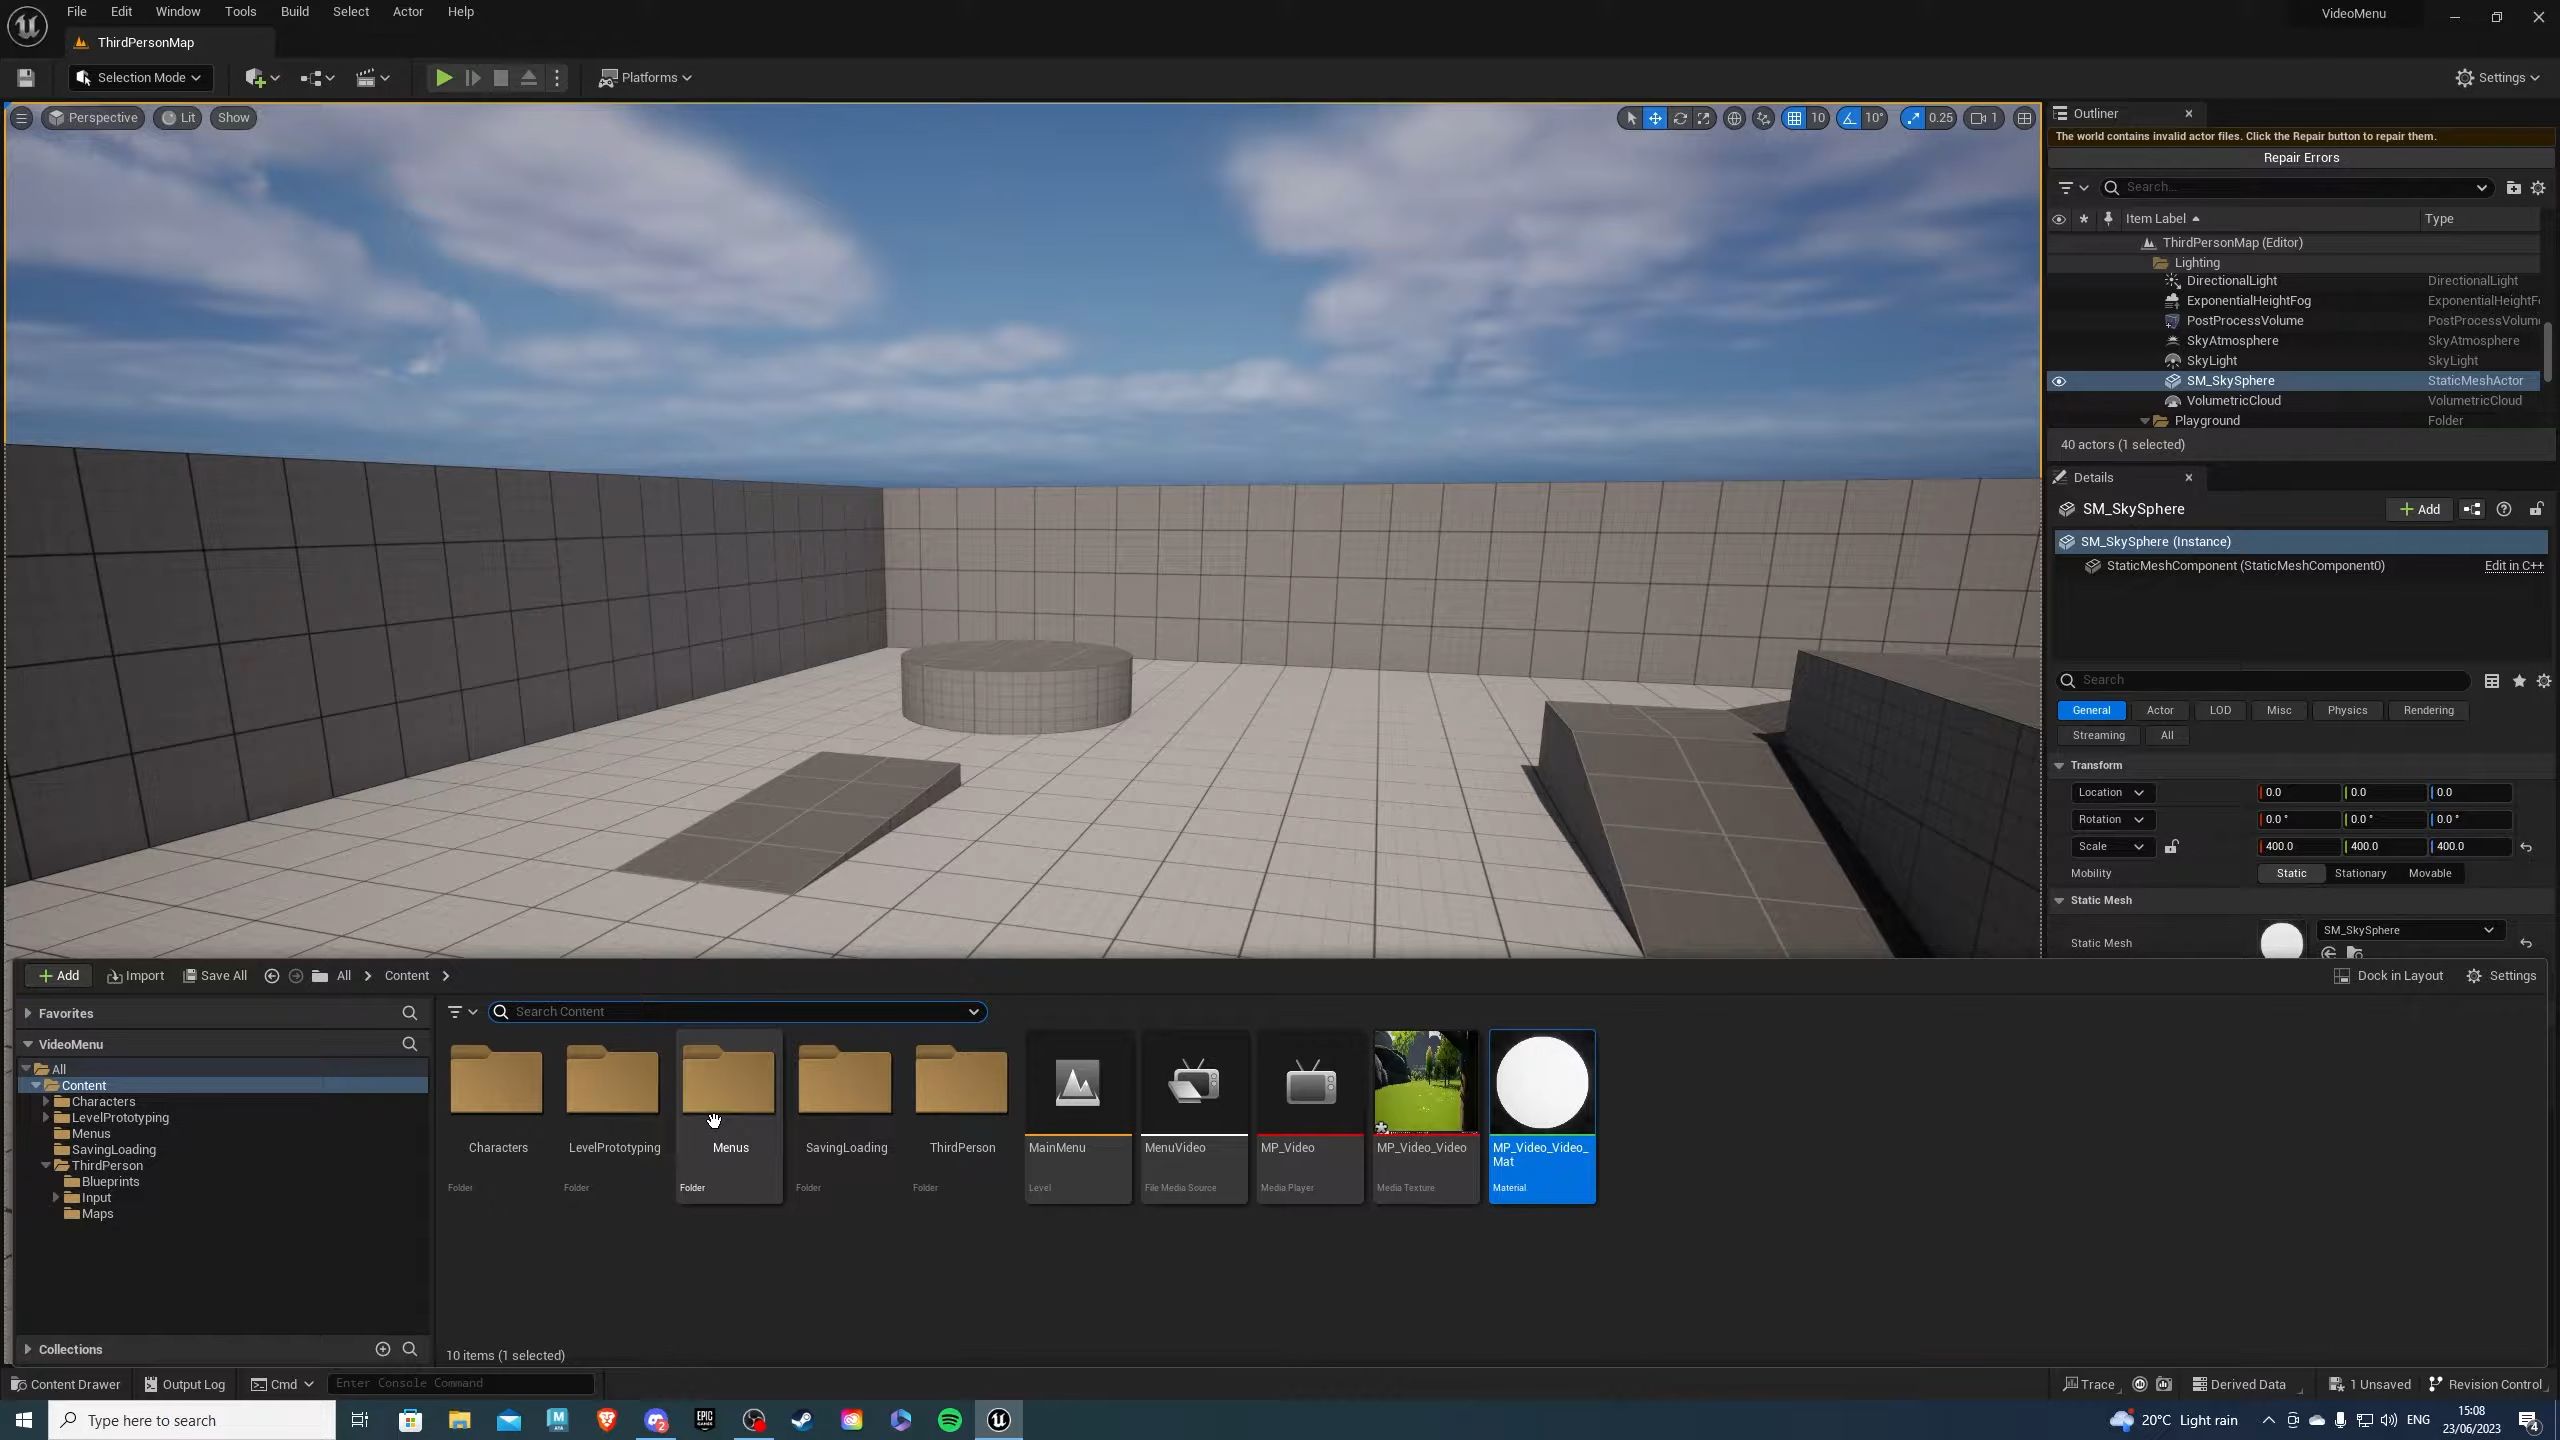 File Edit Window Tools Build Select Actor Help
VideoMenu
ThirdPersonMap
Selection Mode
Platforms
Settings
Perspective Lit Show
10 10° 0.25 1
Outliner
The world contains invalid actor files. Click the Repair button to repair them.
Repair Errors
Search...
Item Label Type
ThirdPersonMap (Editor)
Lighting
DirectionalLight DirectionalLight
ExponentialHeightFog ExponentialHeightF
PostProcessVolume PostProcessVolum
SkyAtmosphere SkyAtmosphere
SkyLight SkyLight
SM_SkySphere StaticMeshActor
VolumetricCloud VolumetricCloud
Playground Folder
40 actors (1 selected)
Details
SM_SkySphere
Add
SM_SkySphere (Instance)
StaticMeshComponent (StaticMeshComponent0) Edit in C++
Search
General Actor LOD Misc Physics Rendering
Streaming All
Transform
Location 0.0 0.0 0.0
Rotation 0.0 ° 0.0 ° 0.0 °
Scale 400.0 400.0 400.0
Mobility Static Stationary Movable
Static Mesh
Static Mesh SM_SkySphere
Add Import Save All All Content
Dock in Layout Settings
Favorites
Search Content
VideoMenu
All
Content
Characters
LevelPrototyping
Menus
SavingLoading
ThirdPerson
Blueprints
Input
Maps
Collections
Characters
Folder
LevelPrototyping
Folder
Menus
Folder
SavingLoading
Folder
ThirdPerson
Folder
MainMenu
Level
MenuVideo
File Media Source
MP_Video
Media Player
MP_Video_Video
Media Texture
MP_Video_Video_
Mat
Material
10 items (1 selected)
Content Drawer Output Log Cmd Enter Console Command
Trace Derived Data 1 Unsaved Revision Control
Type here to search
EPIC
GAMES
2
20°C Light rain
ENG
15:08
23/06/2023
4